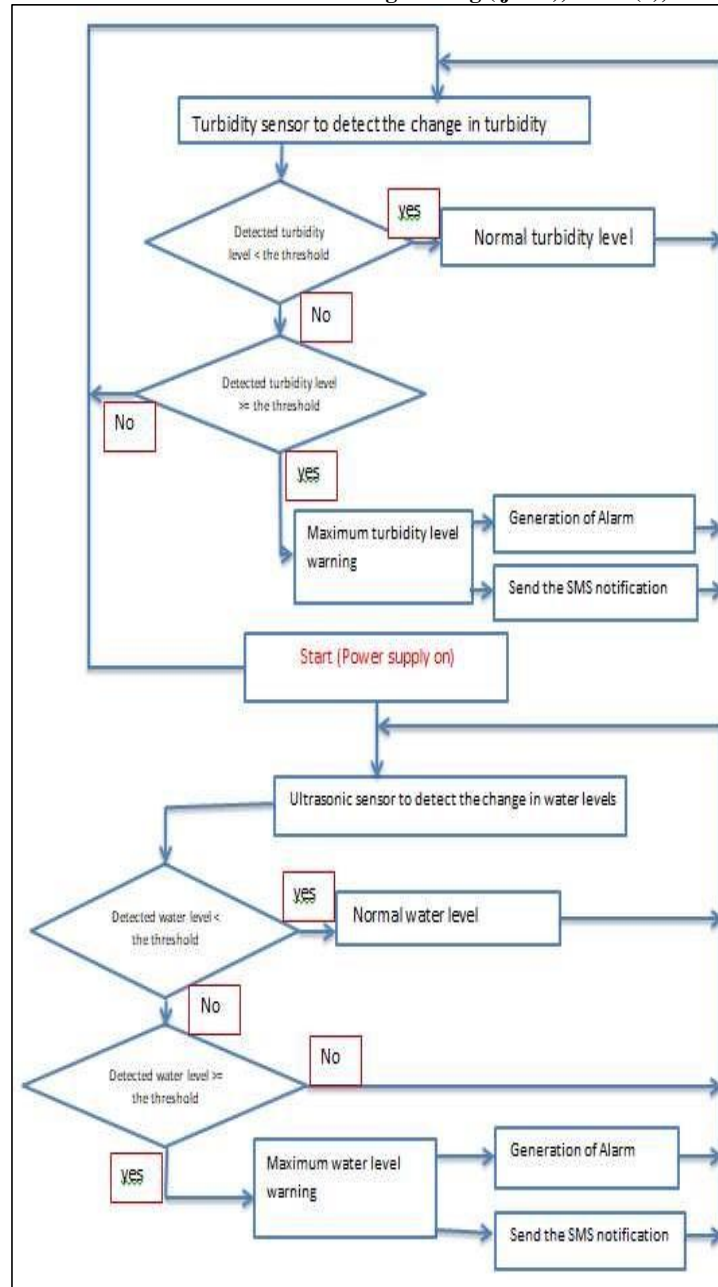 Turbidity sensor to detect the change in turbidity
Detected turbidity
level < the threshold
yes
Normal turbidity level
No
Detected turbidity level
>= the threshold
No
yes
Maximum turbidity level
warning
Generation of Alarm
Send the SMS notification
Start (Power supply on)
Ultrasonic sensor to detect the change in water levels
Detected water level <
the threshold
yes
Normal water level
No
Detected water level >=
the threshold
No
yes
Maximum water level
warning
Generation of Alarm
Send the SMS notification